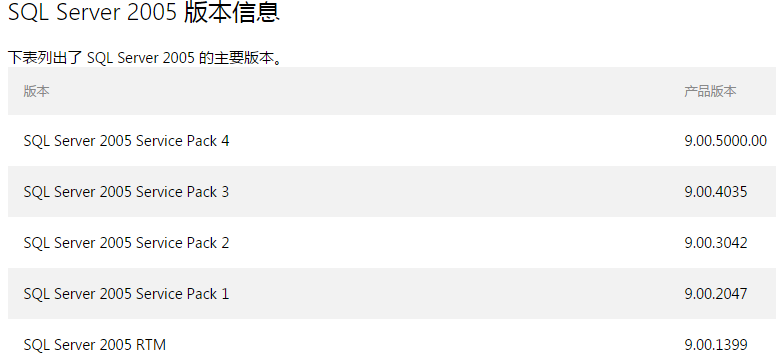 SQL Server 2005 版本信息
下表列出了 SQL Server 2005 的主要版本。
版本 产品版本
SQL Server 2005 Service Pack 4 9.00.5000.00
SQL Server 2005 Service Pack 3 9.00.4035
SQL Server 2005 Service Pack 2 9.00.3042
SQL Server 2005 Service Pack 1 9.00.2047
SQL Server 2005 RTM 9.00.1399